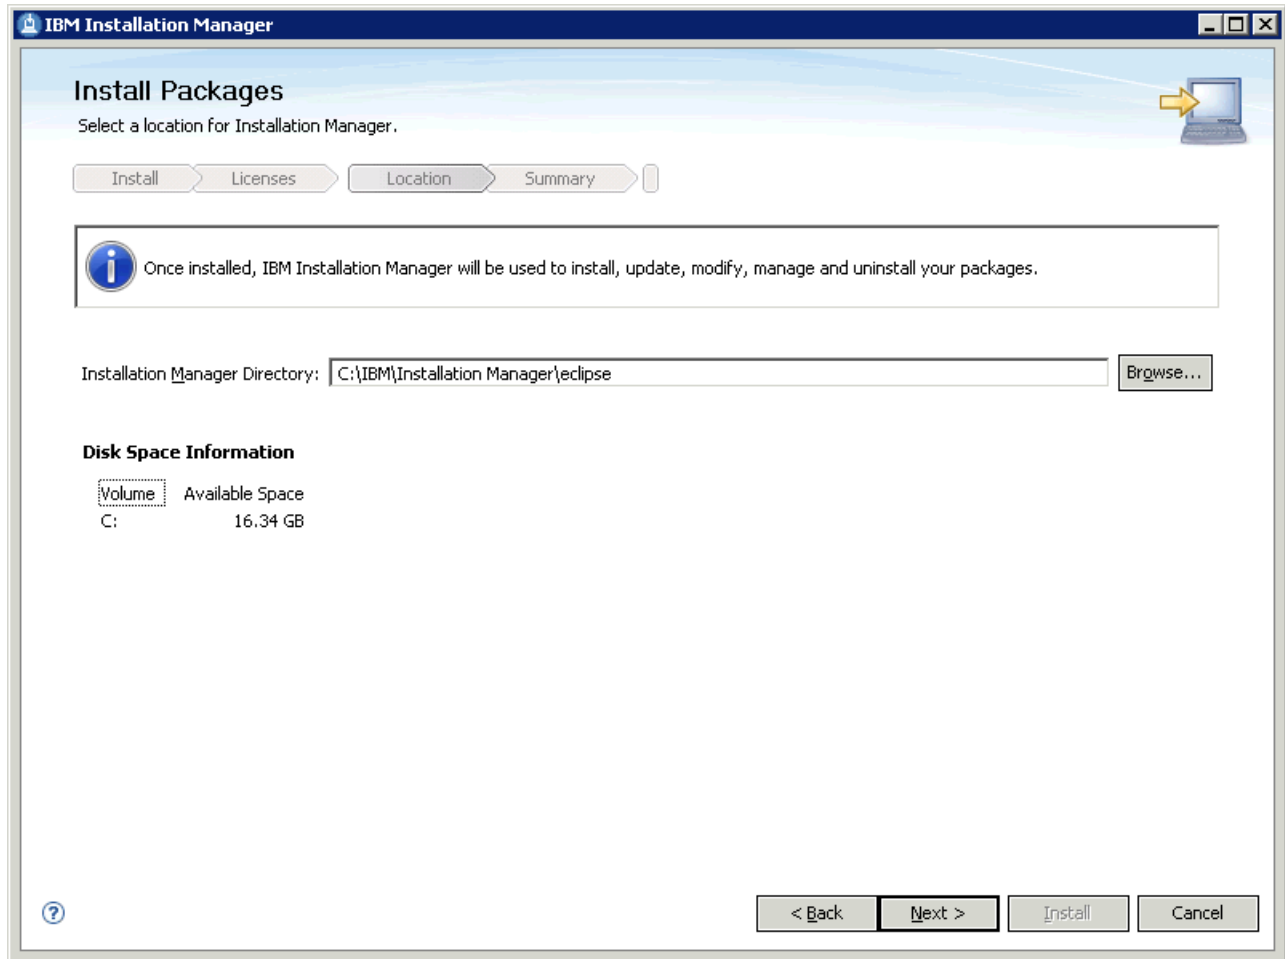 IBM Installation Manager
Install Packages
Select a location for Installation Manager.
Install Licenses Location Summary
Once installed, IBM Installation Manager will be used to install, update, modify, manage and uninstall your packages.
Installation Manager Directory: C:\IBM\Installation Manager\eclipse Browse...
Disk Space Information
Volume Available Space
C: 16.34 GB
? < Back Next > Install Cancel